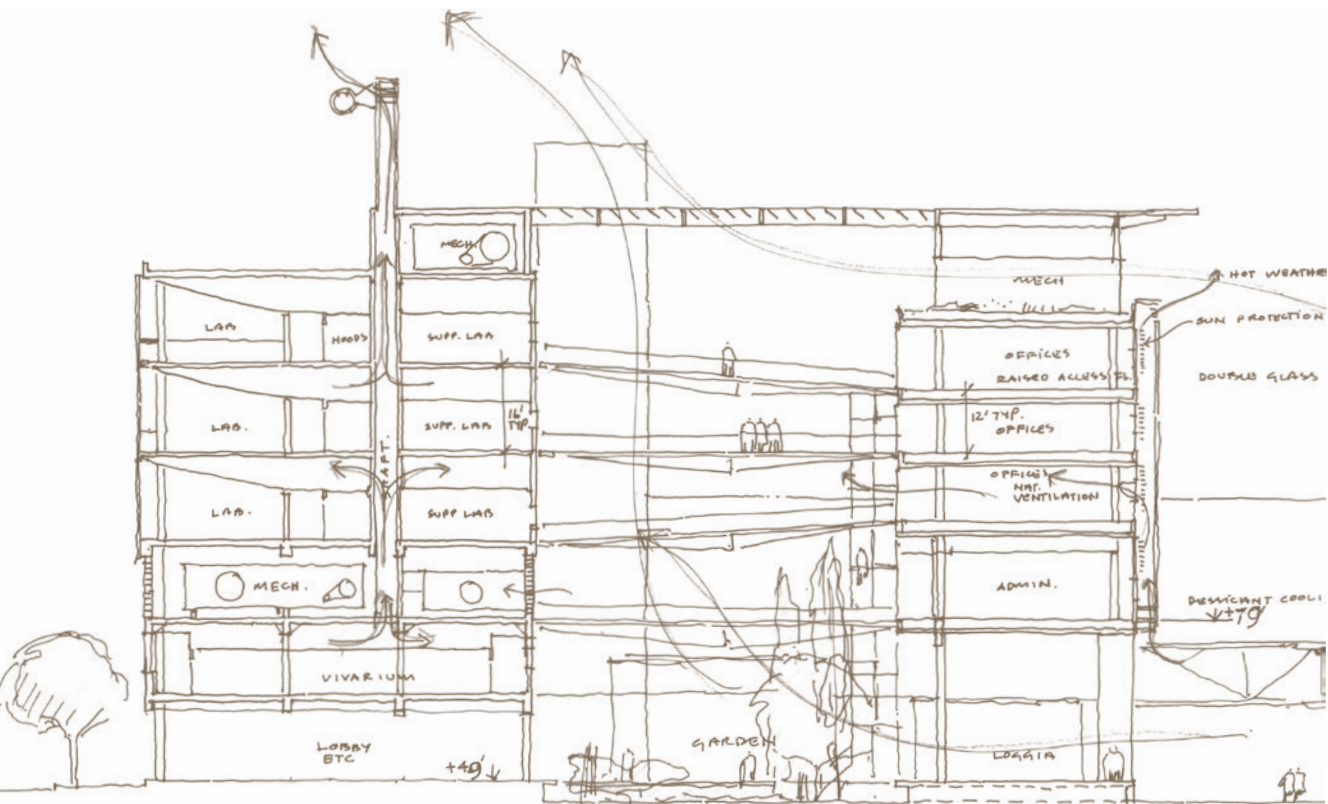 MECH.
MECH
HOT WEATHE
SUN PROTECTION
LAB
HOODS
SUPP. LAB
OFFICES
RAISED ACCESS FL.
DOUBLE GLASS
16'
TYP.
12' TYP.
OFFICES
LAB.
SUPP. LAB
OFFICES
NAT.
VENTILATION
LAB.
SUPP LAB
MECH.
ADMIN.
DESSICANT COOLI
+79'
VIVARIUM
LOBBY
ETC
+49'
GARDEN
LOGGIA